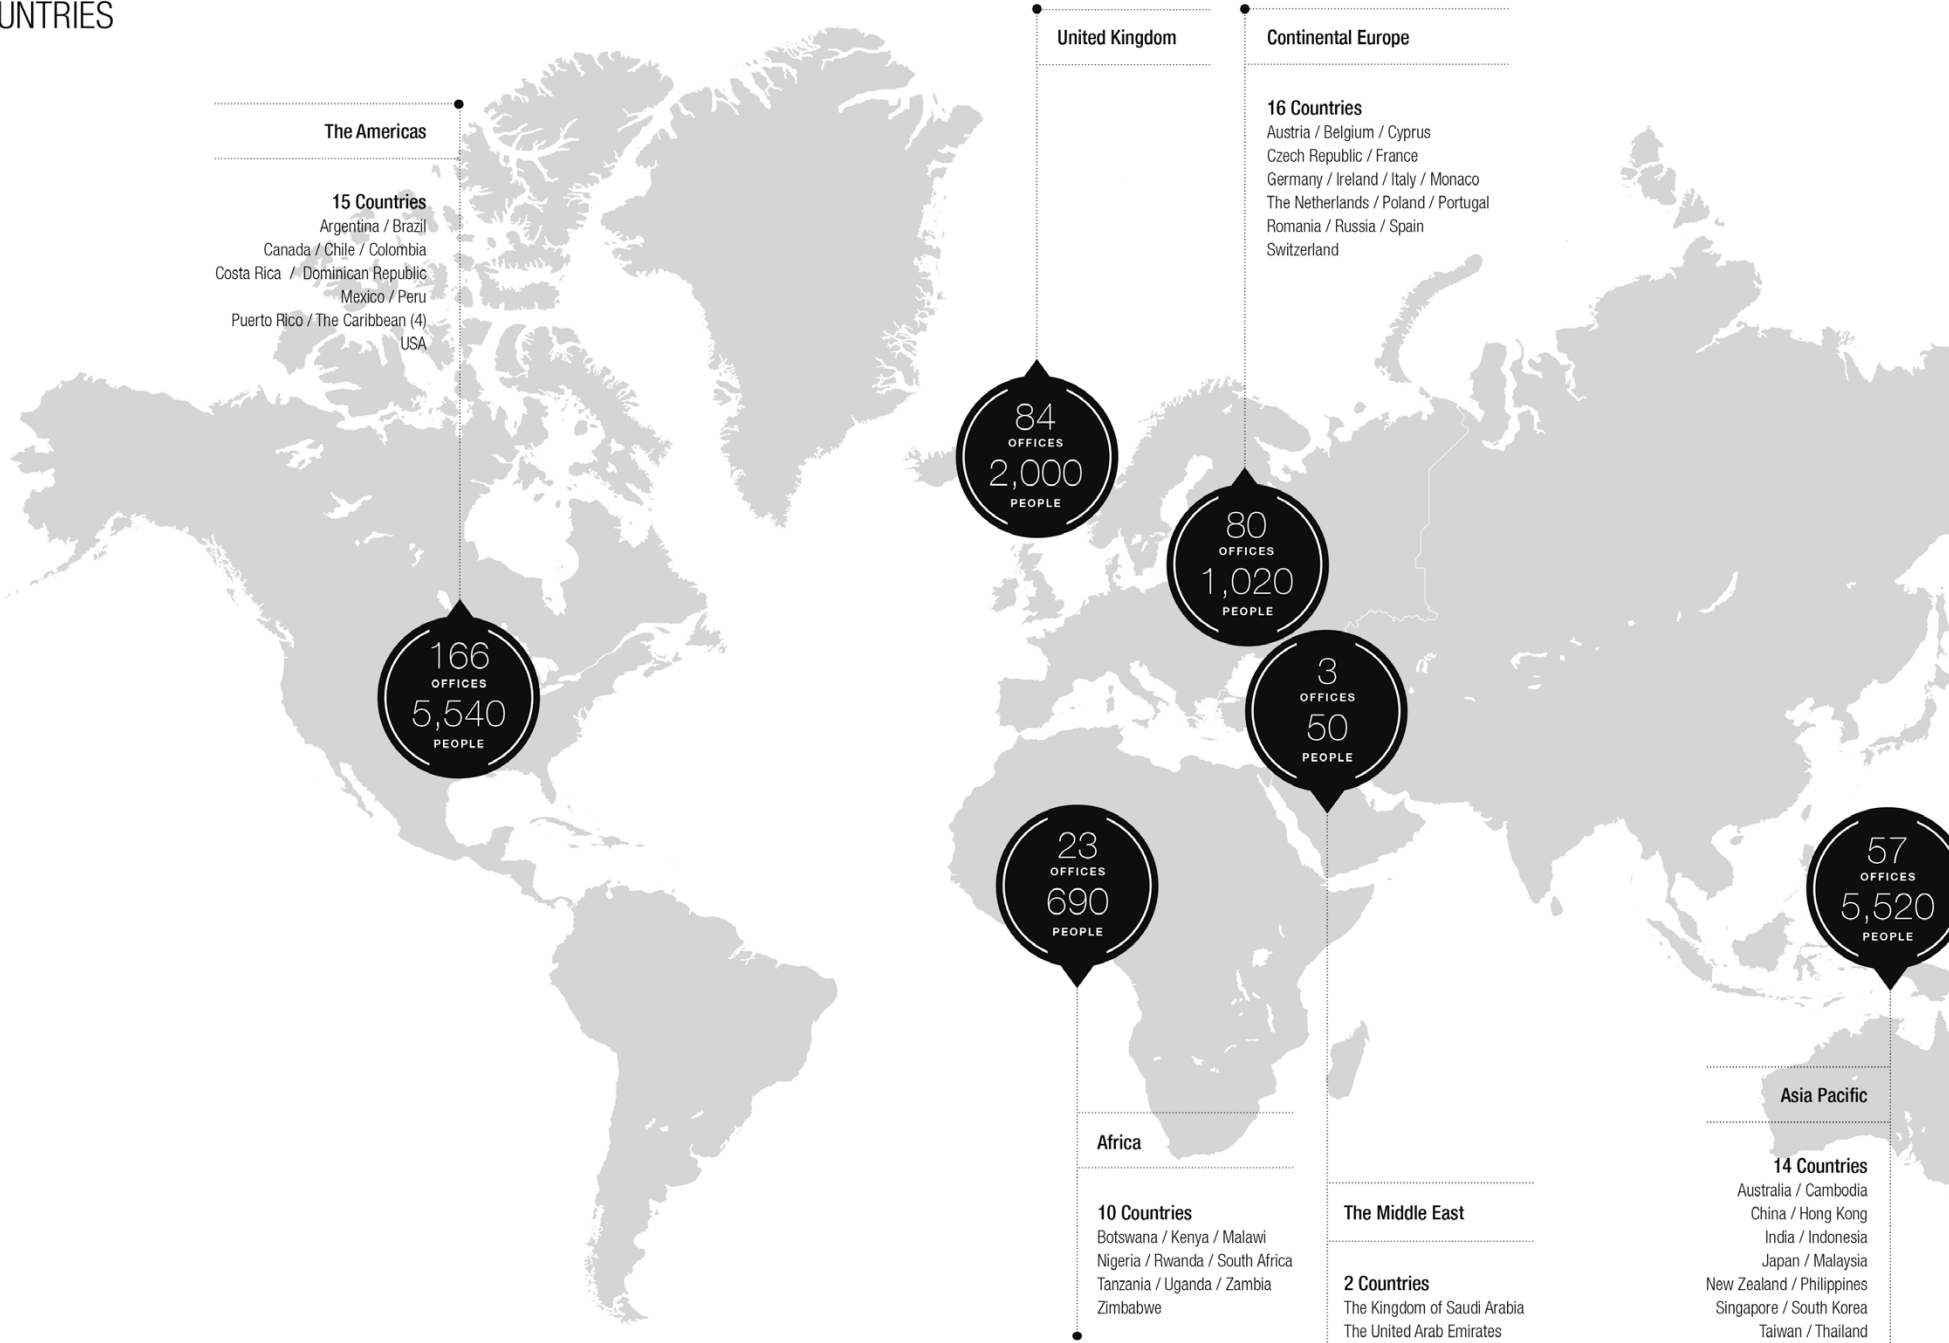 UNTRIES
United Kingdom
Continental Europe
16 Countries
Austria / Belgium / Cyprus
Czech Republic / France
Germany / Ireland / Italy / Monaco
The Netherlands / Poland / Portugal
Romania / Russia / Spain
Switzerland
The Americas
15 Countries
Argentina / Brazil
Canada / Chile / Colombia
Costa Rica / Dominican Republic
Mexico / Peru
Puerto Rico / The Caribbean (4)
USA
84
OFFICES
2,000
PEOPLE
80
OFFICES
1,020
PEOPLE
166
OFFICES
5,540
PEOPLE
3
OFFICES
50
PEOPLE
23
OFFICES
690
PEOPLE
57
OFFICES
5,520
PEOPLE
Africa
10 Countries
Botswana / Kenya / Malawi
Nigeria / Rwanda / South Africa
Tanzania / Uganda / Zambia
Zimbabwe
The Middle East
2 Countries
The Kingdom of Saudi Arabia
The United Arab Emirates
Asia Pacific
14 Countries
Australia / Cambodia
China / Hong Kong
India / Indonesia
Japan / Malaysia
New Zealand / Philippines
Singapore / South Korea
Taiwan / Thailand